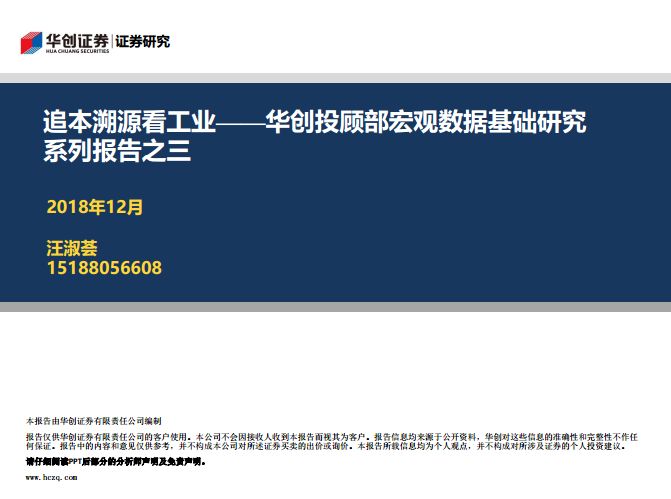 华创证券|证券研究
HUA CHUANG SECURITIES
追本溯源看工业——华创投顾部宏观数据基础研究
系列报告之三
2018年12月
汪淑荟
15188056608
本报告由华创证券有限责任公司编制
报告仅供华创证券有限责任公司的客户使用。本公司不会因接收人收到本报告而视其为客户。报告信息均来源于公开资料，华创对这些信息的准确性和完整性不作任
何保证。报告中的内容和意见仅供参考，并不构成本公司对所述证券买卖的出价或询价。本报告所载信息均为个人观点，并不构成对所涉及证券的个人投资建议。
请仔细阅读PPT后部分的分析师声明及免责声明。
www.hczq.com